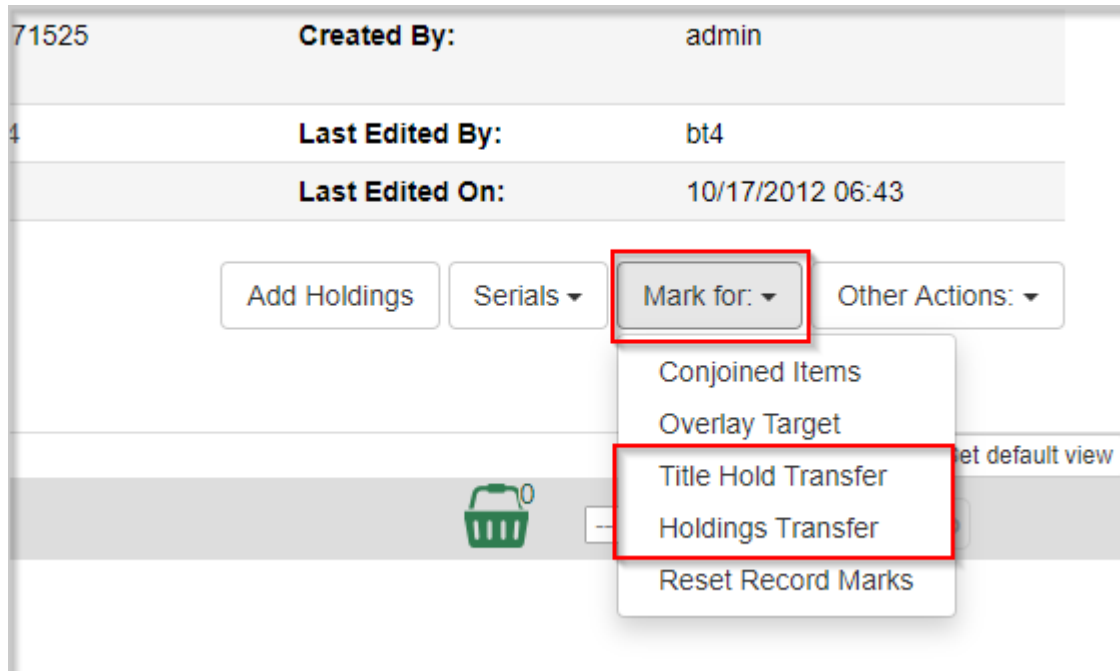 71525 Created By: admin
4 Last Edited By: bt4
Last Edited On: 10/17/2012 06:43
Add Holdings Serials Mark for: Other Actions:
Conjoined Items
Overlay Target
et default view
Title Hold Transfer
0
Holdings Transfer
--
Reset Record Marks